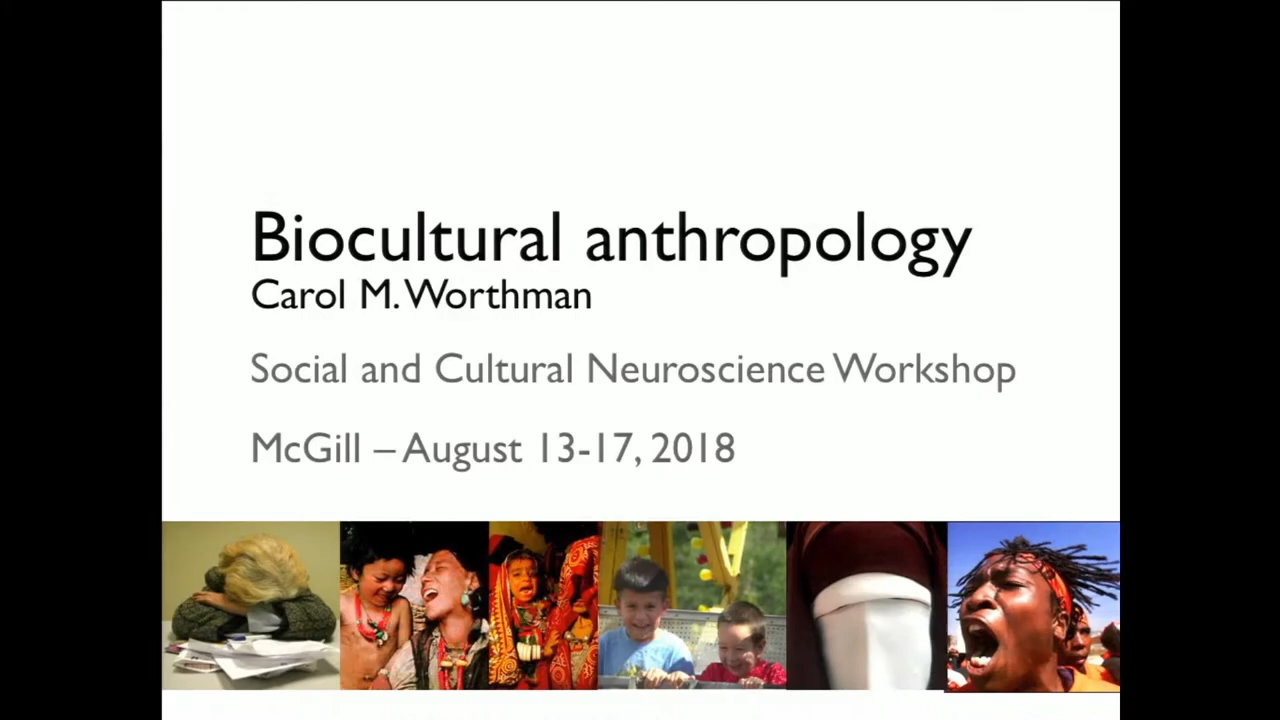 Biocultural anthropology
Carol M. Worthman
Social and Cultural Neuroscience Workshop
McGill – August 13-17, 2018